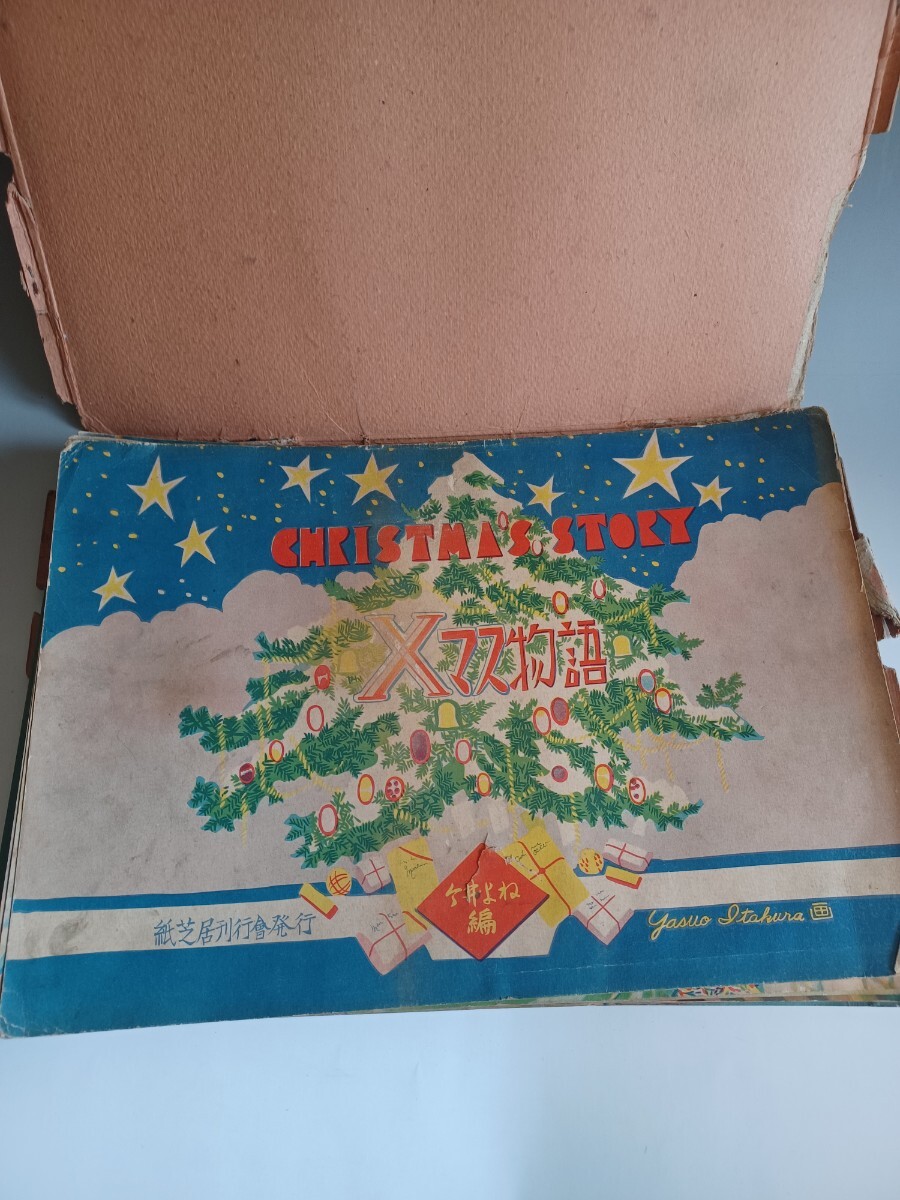 CHRISTMA'S. STORY
Xマス物語
今井よね
編
紙芝居刊行會発行
Yasuo Itakura 画